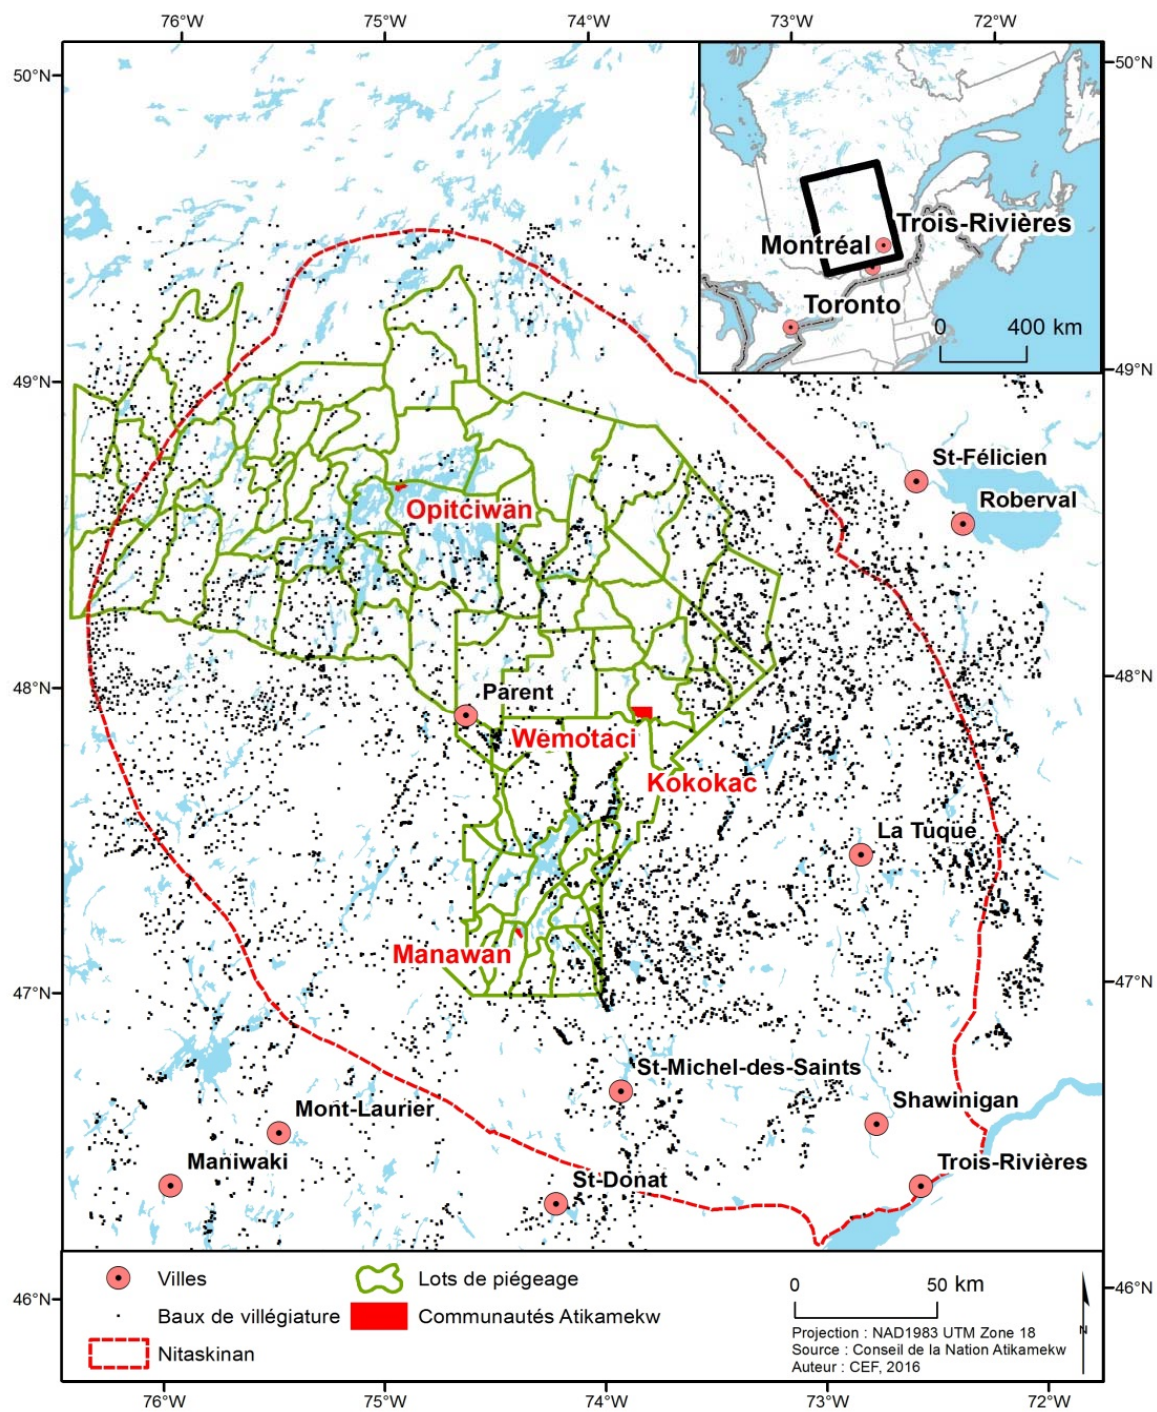 76°W 75°W 74°W 73°W 72°W
50°N 50°N
Trois-Rivières
Montréal
Toronto
0 400 km
49°N 49°N
St-Félicien
Roberval
Opitciwan
48°N 48°N
Parent
Wemotaci
Kokokac
La Tuque
Manawan
47°N 47°N
St-Michel-des-Saints
Mont-Laurier
Shawinigan
Maniwaki
Trois-Rivières
St-Donat
Villes
Lots de piégeage
0 50 km
46°N 46°N
Baux de villégiature
Communautés Atikamekw
N
Nitaskinan
Projection : NAD1983 UTM Zone 18
Source : Conseil de la Nation Atikamekw
Auteur : CEF, 2016
76°W 75°W 74°W 73°W 72°W